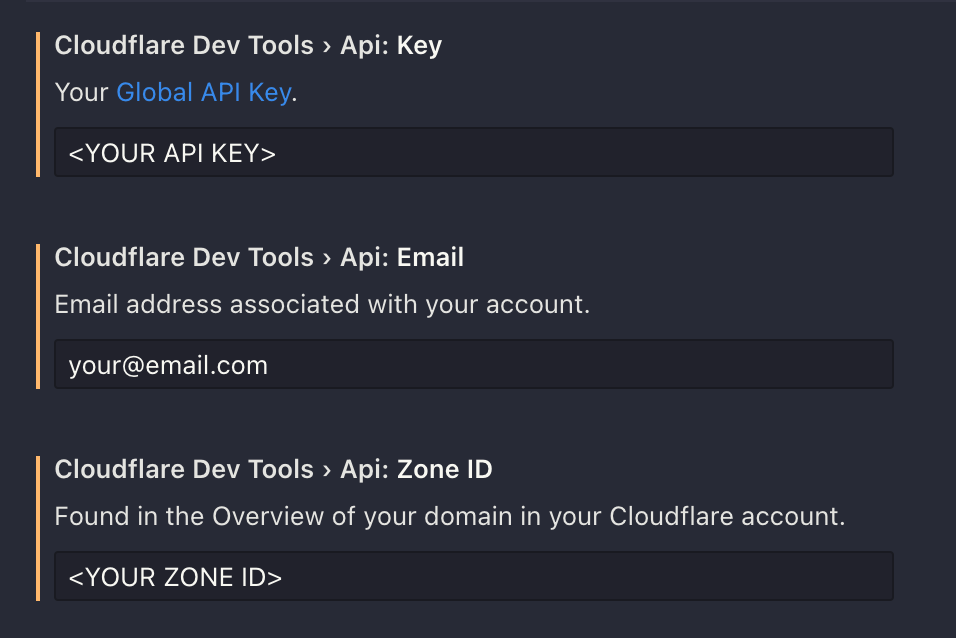 Cloudflare Dev Tools › Api: Key
Your Global API Key.
<YOUR API KEY>
Cloudflare Dev Tools › Api: Email
Email address associated with your account.
your@email.com
Cloudflare Dev Tools › Api: Zone ID
Found in the Overview of your domain in your Cloudflare account.
<YOUR ZONE ID>